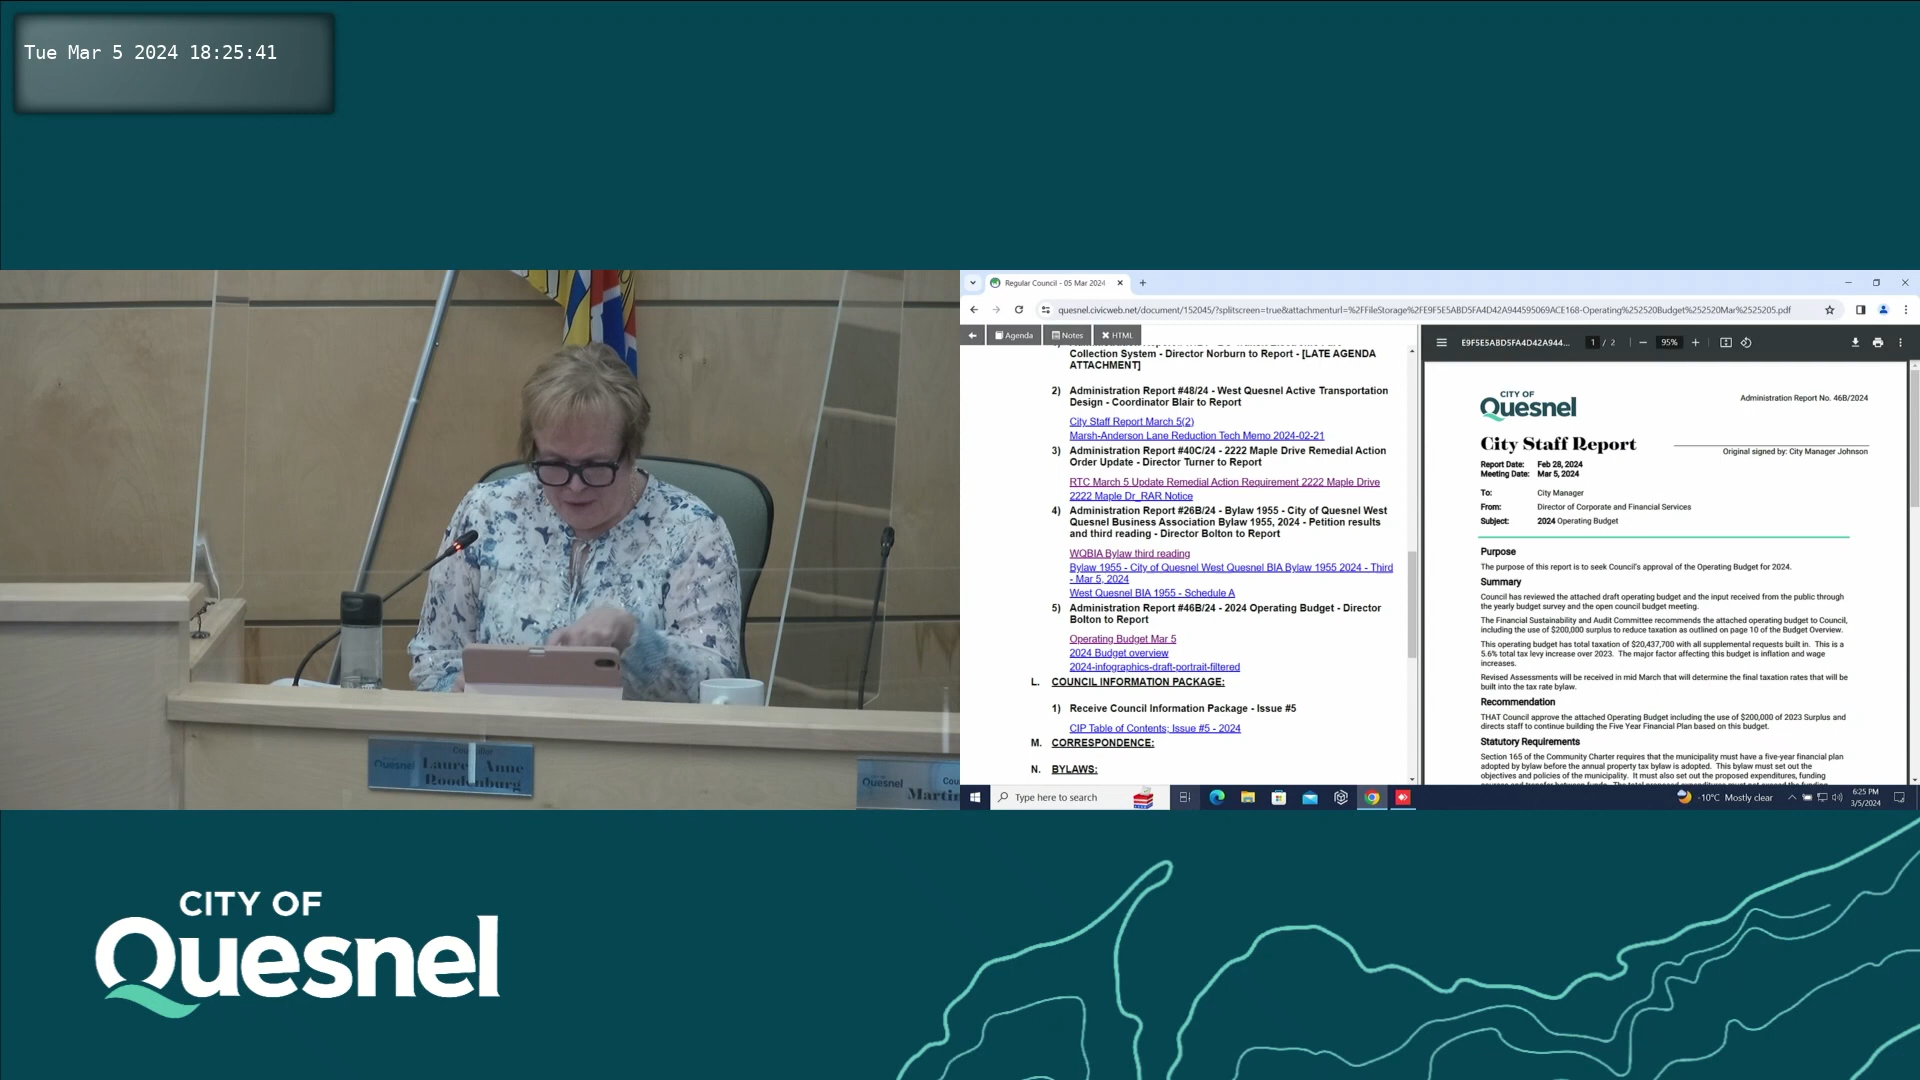 Tue Mar 5 2024 18:25:41
Councillor
Quesnel
Laurey Anne
Roodenburg
Quesnel
Cou
Martin
Regular Council - 05 Mar 2024
quesnel.civicweb.net/document/152045/?splitscreen=true&attachmenturl=%2FFileStorage%2FE9F5E5ABD5FA4D42A944595069ACE168-Operating%252520Budget%252520Mar%2525205.pdf
Agenda
Notes
HTML
Collection System - Director Norburn to Report - [LATE AGENDA
ATTACHMENT]
2) Administration Report #48/24 - West Quesnel Active Transportation
Design - Coordinator Blair to Report
City Staff Report March 5(2)
Marsh-Anderson Lane Reduction Tech Memo 2024-02-21
3) Administration Report #40C/24 - 2222 Maple Drive Remedial Action
Order Update - Director Turner to Report
RTC March 5 Update Remedial Action Requirement 2222 Maple Drive
2222 Maple Dr_RAR Notice
4) Administration Report #26B/24 - Bylaw 1955 - City of Quesnel West
Quesnel Business Association Bylaw 1955, 2024 - Petition results
and third reading - Director Bolton to Report
WQBIA Bylaw third reading
Bylaw 1955 - City of Quesnel West Quesnel BIA Bylaw 1955 2024 - Third
- Mar 5, 2024
West Quesnel BIA 1955 - Schedule A
5) Administration Report #46B/24 - 2024 Operating Budget - Director
Bolton to Report
Operating Budget Mar 5
2024 Budget overview
2024-infographics-draft-portrait-filtered
L. COUNCIL INFORMATION PACKAGE:
1) Receive Council Information Package - Issue #5
CIP Table of Contents; Issue #5 - 2024
M. CORRESPONDENCE:
N. BYLAWS:
E9F5E5ABD5FA4D42A944...
1 / 2
95%
CITY OF
Quesnel
Administration Report No. 46B/2024
City Staff Report
Original signed by: City Manager Johnson
Report Date: Feb 28, 2024
Meeting Date: Mar 5, 2024
To: City Manager
From: Director of Corporate and Financial Services
Subject: 2024 Operating Budget
Purpose
The purpose of this report is to seek Council's approval of the Operating Budget for 2024.
Summary
Council has reviewed the attached draft operating budget and the input received from the public through
the yearly budget survey and the open council budget meeting.
The Financial Sustainability and Audit Committee recommends the attached operating budget to Council,
including the use of $200,000 surplus to reduce taxation as outlined on page 10 of the Budget Overview.
This operating budget has total taxation of $20,437,700 with all supplemental requests built in. This is a
5.6% total tax levy increase over 2023. The major factor affecting this budget is inflation and wage
increases.
Revised Assessments will be received in mid March that will determine the final taxation rates that will be
built into the tax rate bylaw.
Recommendation
THAT Council approve the attached Operating Budget including the use of $200,000 of 2023 Surplus and
directs staff to continue building the Five Year Financial Plan based on this budget.
Statutory Requirements
Section 165 of the Community Charter requires that the municipality must have a five-year financial plan
adopted by bylaw before the annual property tax bylaw is adopted. This bylaw must set out the
objectives and policies of the municipality. It must also set out the proposed expenditures, funding
Type here to search
-10°C Mostly clear
6:25 PM
3/5/2024
CITY OF
Quesnel